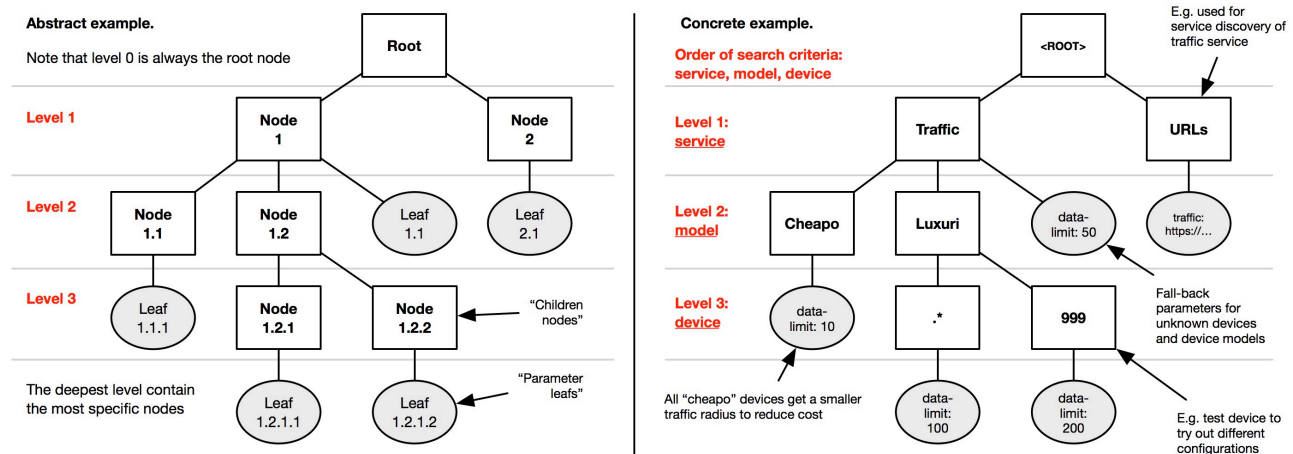 Abstract example.
Note that level 0 is always the root node
Root
Level 1
Node
1
Node
2
Level 2
Node
1.1
Node
1.2
Leaf
1.1
Leaf
2.1
Level 3
Leaf
1.1.1
Node
1.2.1
Node
1.2.2
“Children
nodes”
The deepest level contain
the most specific nodes
Leaf
1.2.1.1
Leaf
1.2.1.2
“Parameter
leafs”
Concrete example.
Order of search criteria:
service, model, device
<ROOT>
E.g. used for
service discovery of
traffic service
Level 1:
service
Traffic
URLs
Level 2:
model
Cheapo
Luxuri
data-
limit: 50
traffic:
https://...
Level 3:
device
data-
limit: 10
.*
999
Fall-back
parameters for
unknown devices
and device models
All “cheapo” devices get a smaller
traffic radius to reduce cost
data-
limit:
100
data-
limit:
200
E.g. test device to
try out different
configurations